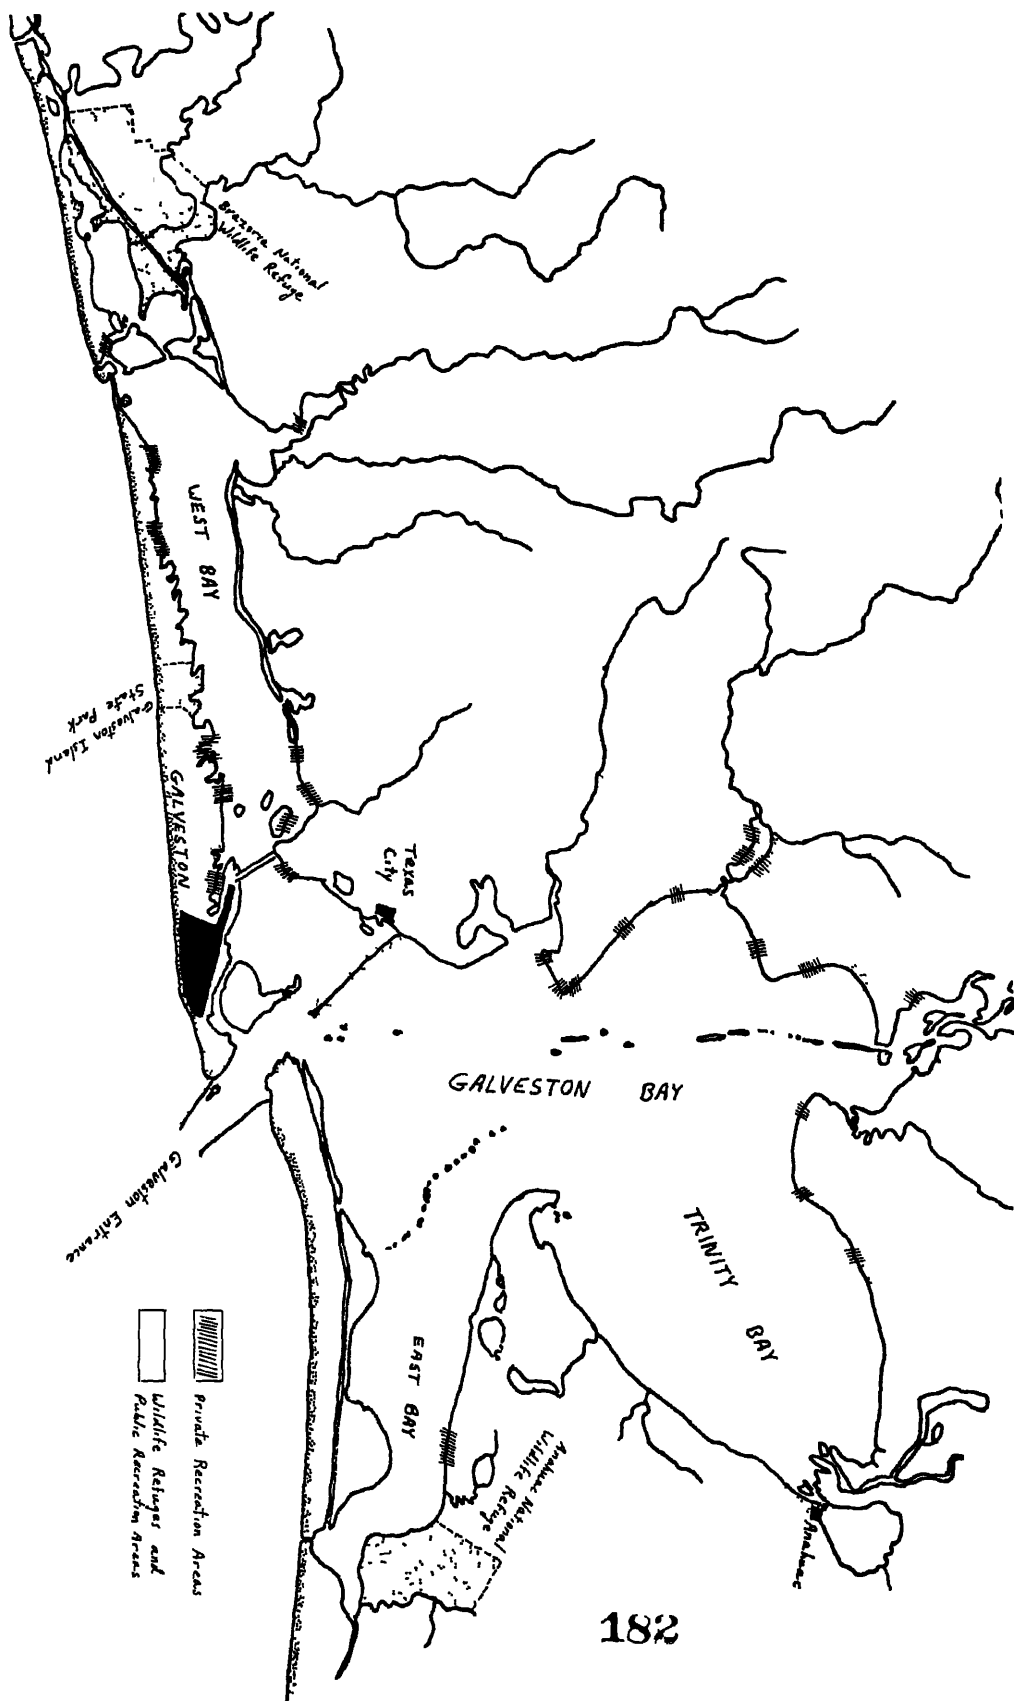 Brazoria National
Wildlife Refuge
WEST BAY
Galveston Island
State Park
GALVESTON
Texas
City
GALVESTON BAY
Galveston Entrance
TRINITY BAY
EAST BAY
Anahuac National
Wildlife Refuge
Anahuac
Private Recreation Areas
Wildlife Refuges and
Public Recreation Areas
182